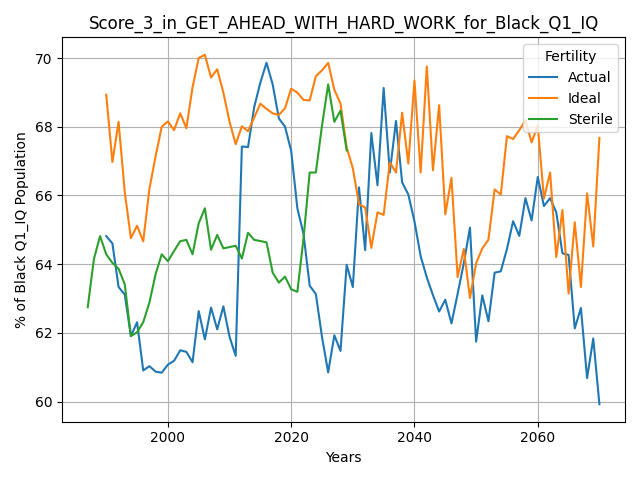 Score_3_in_GET_AHEAD_WITH_HARD_WORK_for_Black_Q1_IQ
Fertility
Actual
Ideal
Sterile
% of Black Q1_IQ Population
70
68
66
64
62
60
2000
2020
2040
2060
Years